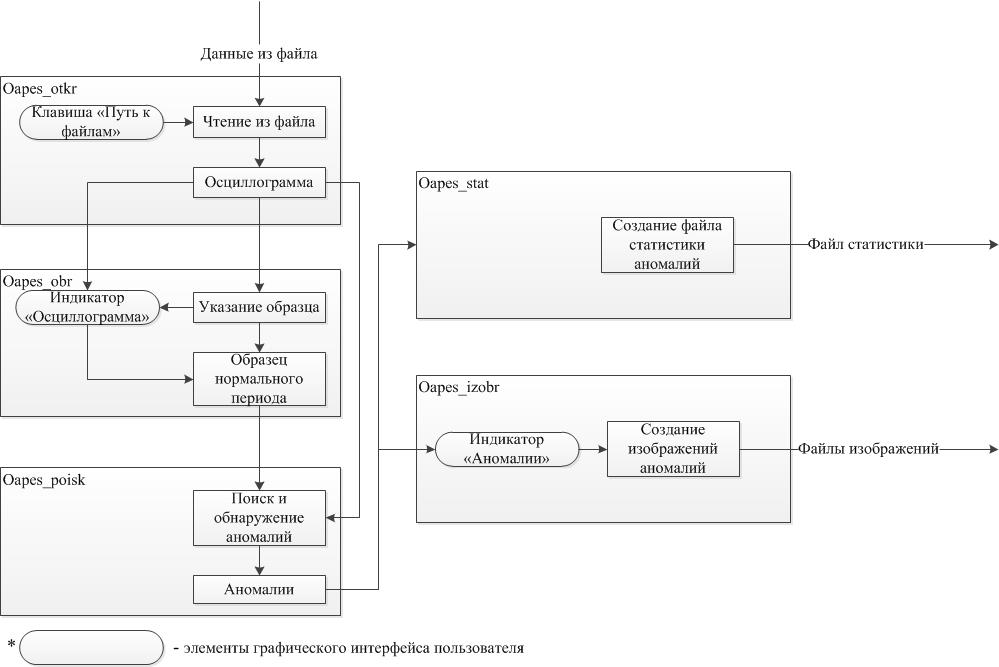 Данные из файла
Oapes_otkr
Клавиша «Путь к
файлам»
Чтение из файла
Осциллограмма
Oapes_obr
Индикатор
«Осциллограмма»
Указание образца
Образец
нормального
периода
Oapes_poisk
Поиск и
обнаружение
аномалий
Аномалии
Oapes_stat
Создание файла
статистики
аномалий
Файл статистики
Oapes_izobr
Индикатор
«Аномалии»
Создание
изображений
аномалий
Файлы изображений
* - элементы графического интерфейса пользователя